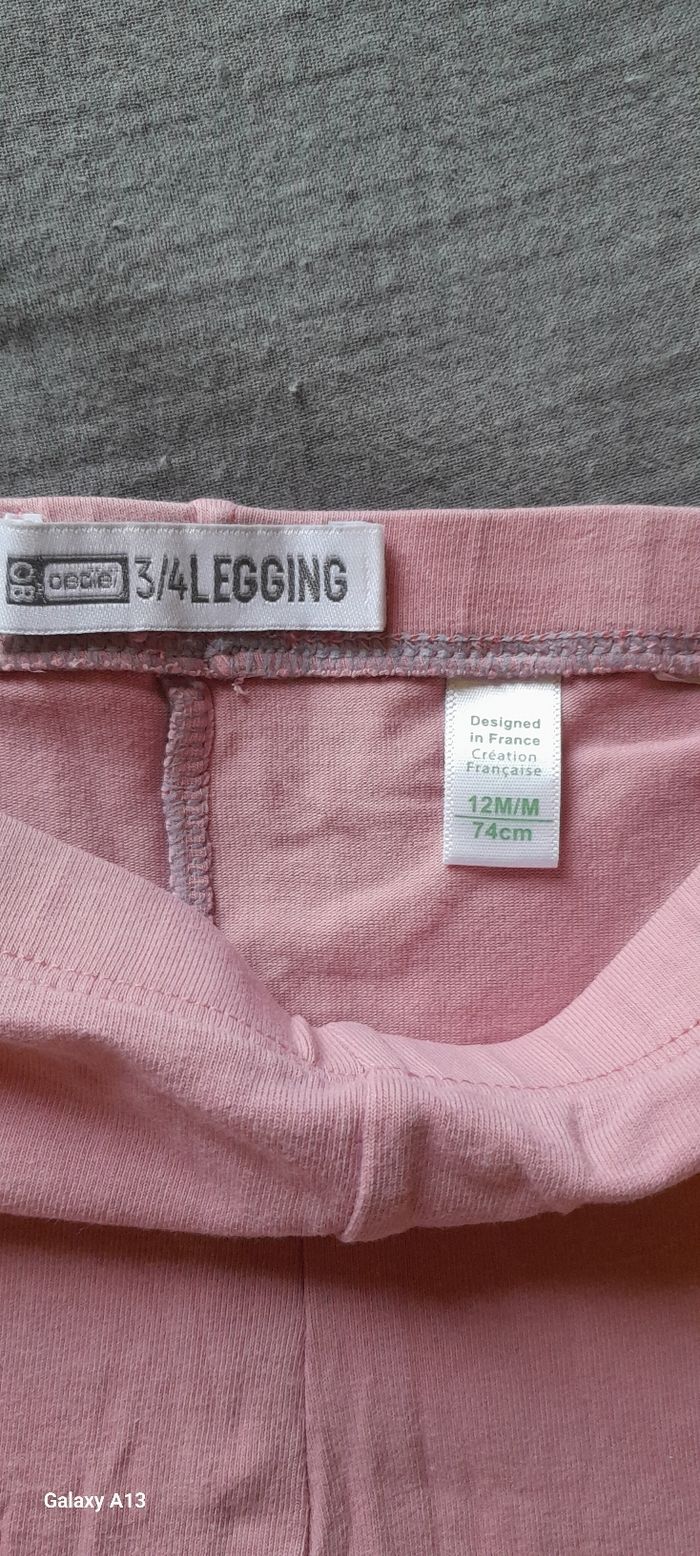 3/4LEGGING
Designed
in France
Création
Française
12M/M
74cm
Galaxy A13